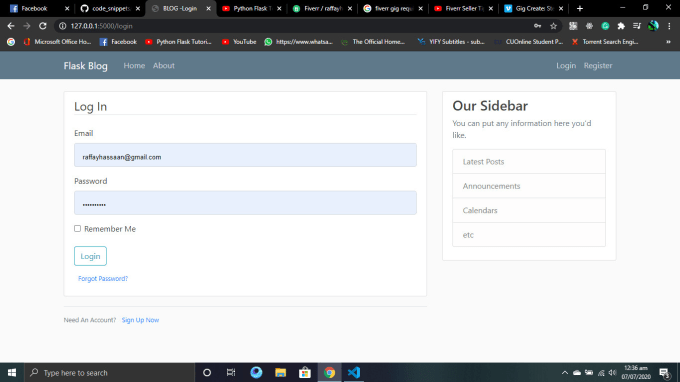 Facebook
code_snippets
BLOG -Login
Python Flask T
Fiverr / raffayh
fiverr gig requ
Fiverr Seller Tu
Gig Create: St
127.0.0.1:5000/login
Microsoft Office Ho...
Facebook
Python Flask Tutori...
YouTube
https://www.whatsa...
The Official Home...
YIFY Subtitles - sub...
CUOnline Student P...
Torrent Search Engi...
Flask Blog
Home
About
Login
Register
Log In
Email
raffayhassaan@gmail.com
Password
••••••••••
Remember Me
Login
Forgot Password?
Need An Account? Sign Up Now
Our Sidebar
You can put any information here you'd
like.
Latest Posts
Announcements
Calendars
etc
Type here to search
12:36 am
07/07/2020